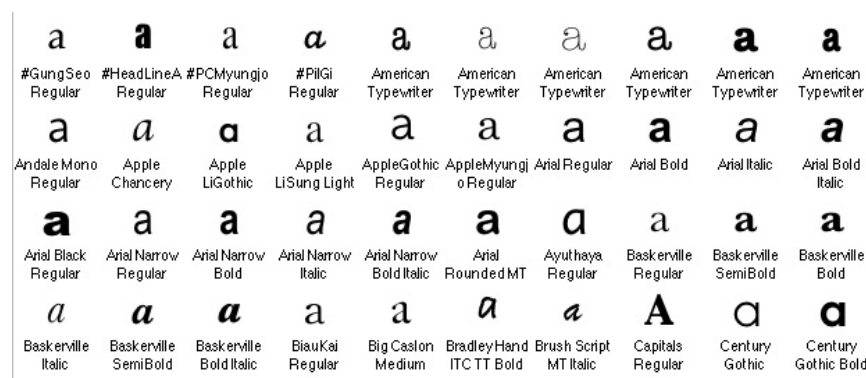 a a a a a a a a a a
#GungSeo #HeadLineA #PCMyungjo #PilGi American American American American American American
Regular Regular Regular Regular Typewriter Typewriter Typewriter Typewriter Typewriter Typewriter
a a a a a a a a a a
Andale Mono Apple Apple Apple AppleGothic AppleMyungj Arial Regular Arial Bold Arial Italic Arial Bold
Regular Chancery LiGothic LiSung Light Regular o Regular Italic
a a a a a a a a a a
Arial Black Arial Narrow Arial Narrow Arial Narrow Arial Narrow Arial Ayuthaya Baskerville Baskerville Baskerville
Regular Regular Bold Italic Bold Italic Rounded MT Regular Regular SemiBold Bold
a a a a a a a A a a
Baskerville Baskerville Baskerville BiauKai Big Caslon Bradley Hand Brush Script Capitals Century Century
Italic SemiBold Bold Italic Regular Medium ITC TT Bold MT Italic Regular Gothic Gothic Bold